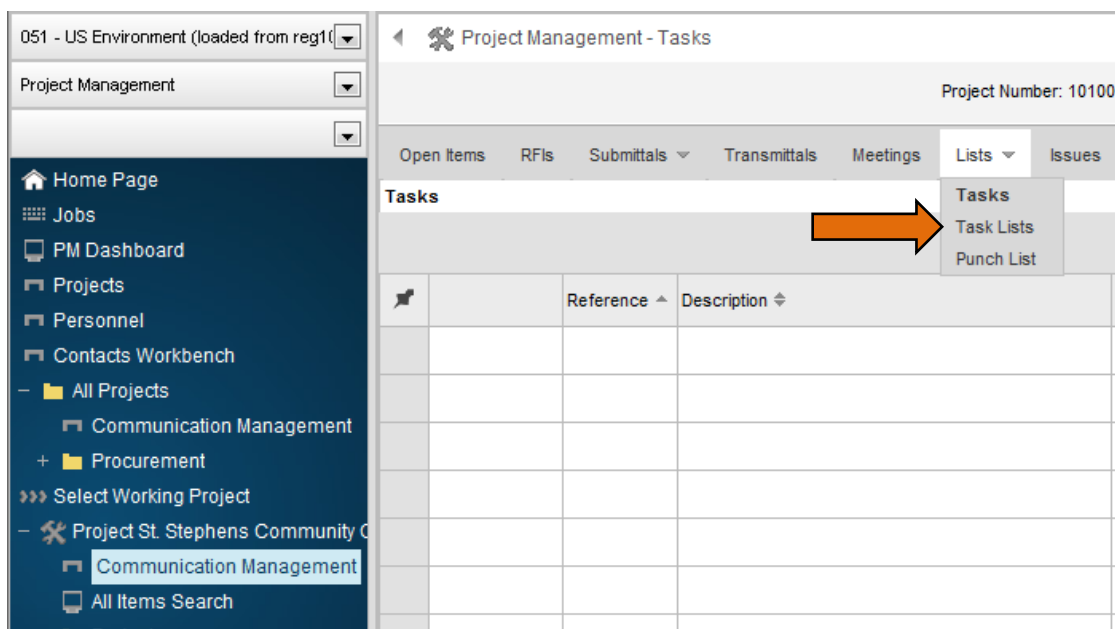 051 - US Environment (loaded from reg1(
Project Management
Home Page
Jobs
PM Dashboard
Projects
Personnel
Contacts Workbench
All Projects
Communication Management
Procurement
Select Working Project
Project St. Stephens Community C
Communication Management
All Items Search
Project Management - Tasks
Project Number: 10100
Open Items RFIs Submittals Transmittals Meetings Lists Issues
Tasks
Tasks
Task Lists
Punch List
Reference Description